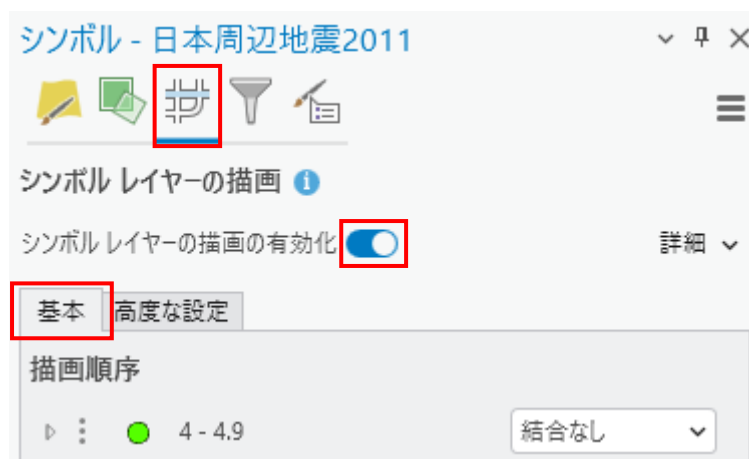 シンボル - 日本周辺地震2011
シンボル レイヤーの描画
シンボル レイヤーの描画の有効化 詳細
基本 高度な設定
描画順序
4 - 4.9 結合なし